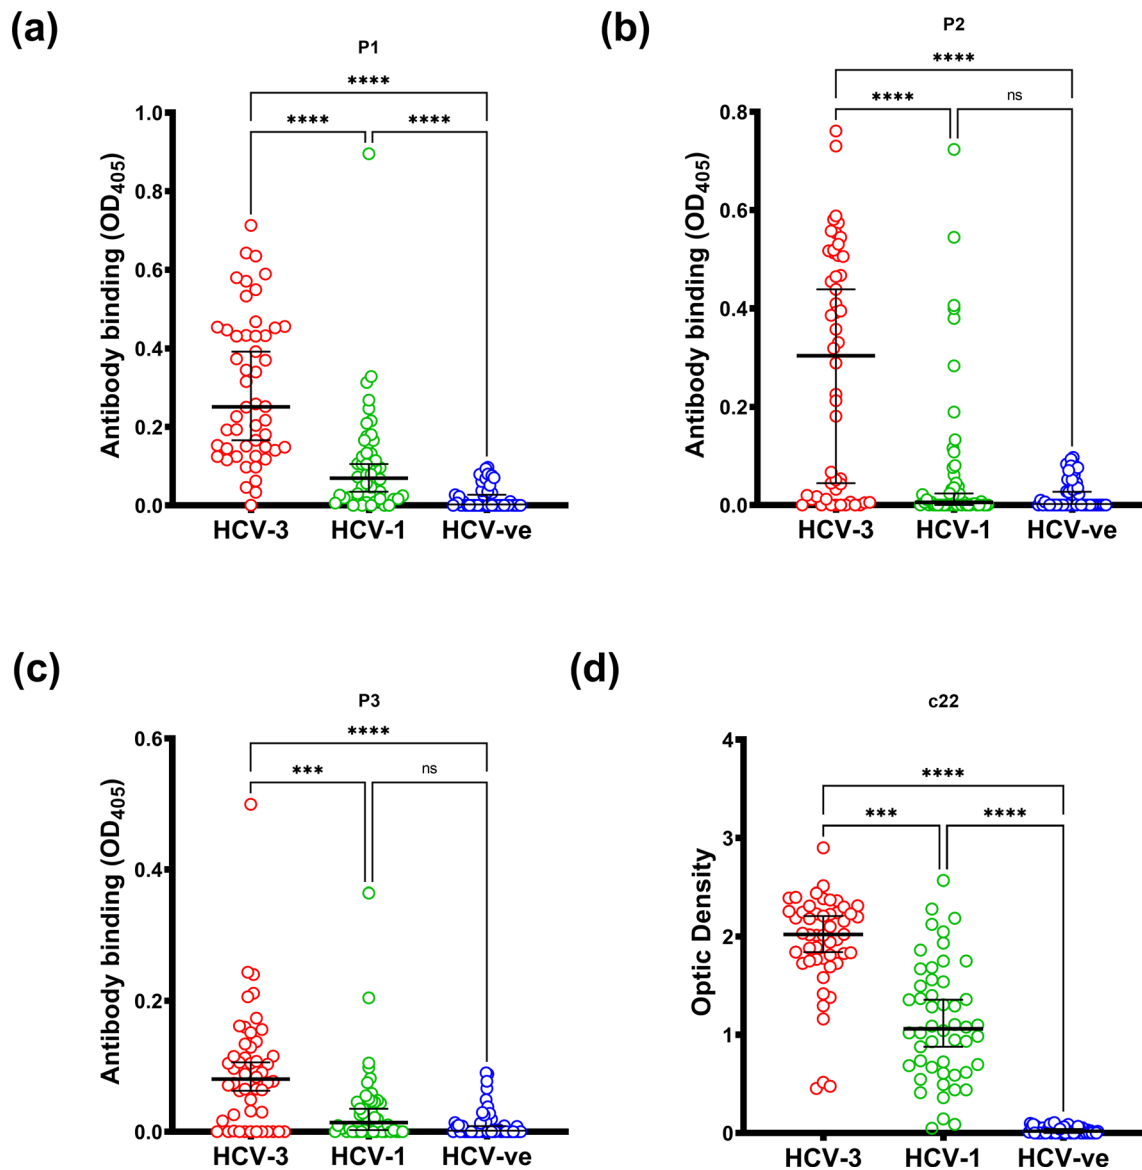 (a)
P1
****
**** ****
Antibody binding (OD405)
1.0
0.8
0.6
0.4
0.2
0.0
HCV-3 HCV-1 HCV-ve
(b)
P2
****
**** ns
Antibody binding (OD405)
0.8
0.6
0.4
0.2
0.0
HCV-3 HCV-1 HCV-ve
(c)
P3
****
*** ns
Antibody binding (OD405)
0.6
0.4
0.2
0.0
HCV-3 HCV-1 HCV-ve
(d)
c22
****
*** ****
Optic Density
4
3
2
1
0
HCV-3 HCV-1 HCV-ve